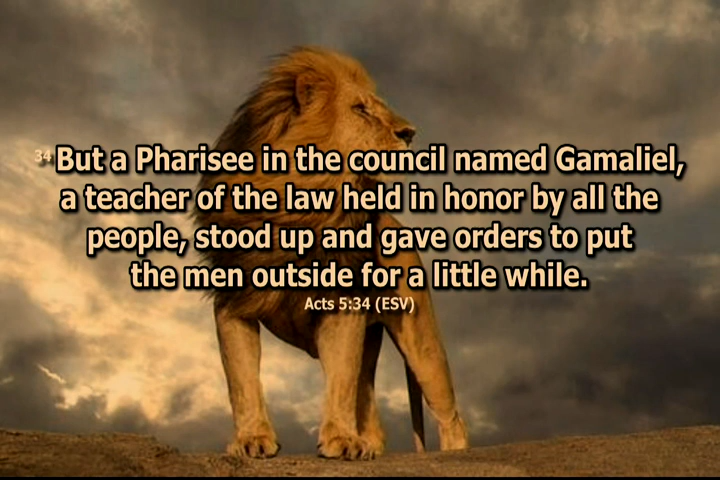 34 But a Pharisee in the council named Gamaliel,
a teacher of the law held in honor by all the
people, stood up and gave orders to put
the men outside for a little while.
Acts 5:34 (ESV)